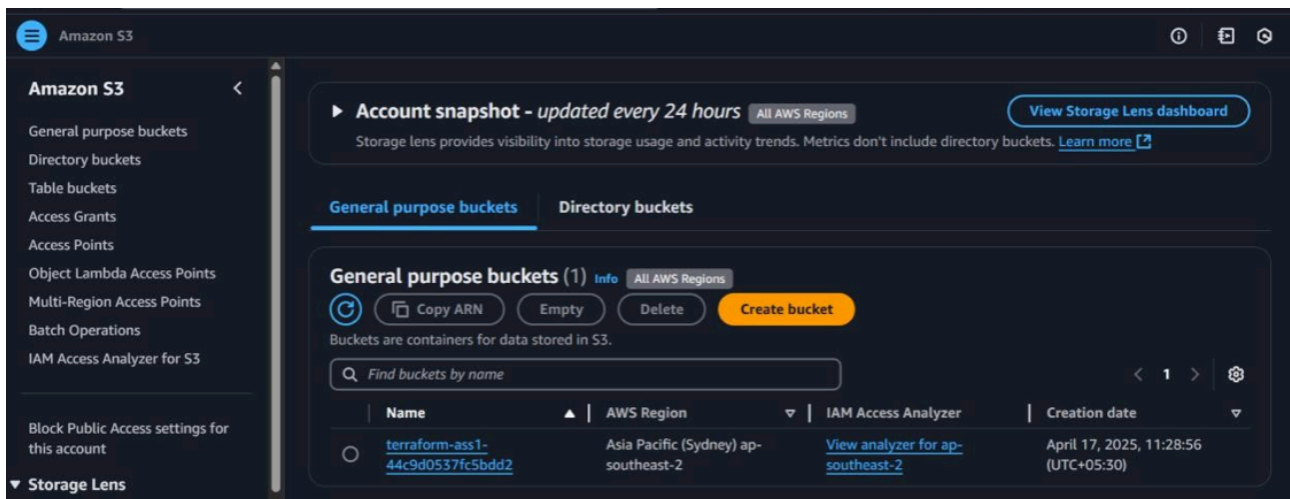 Amazon S3
Amazon S3
General purpose buckets
Directory buckets
Table buckets
Access Grants
Access Points
Object Lambda Access Points
Multi-Region Access Points
Batch Operations
IAM Access Analyzer for S3
Block Public Access settings for
this account
Storage Lens
Account snapshot - updated every 24 hours All AWS Regions
View Storage Lens dashboard
Storage lens provides visibility into storage usage and activity trends. Metrics don't include directory buckets. Learn more
General purpose buckets Directory buckets
General purpose buckets (1) Info All AWS Regions
Copy ARN Empty Delete Create bucket
Buckets are containers for data stored in S3.
Find buckets by name
1
Name AWS Region IAM Access Analyzer Creation date
terraform-ass1- Asia Pacific (Sydney) ap- View analyzer for ap- April 17, 2025, 11:28:56
44c9d0537fc5bdd2 southeast-2 southeast-2 (UTC+05:30)